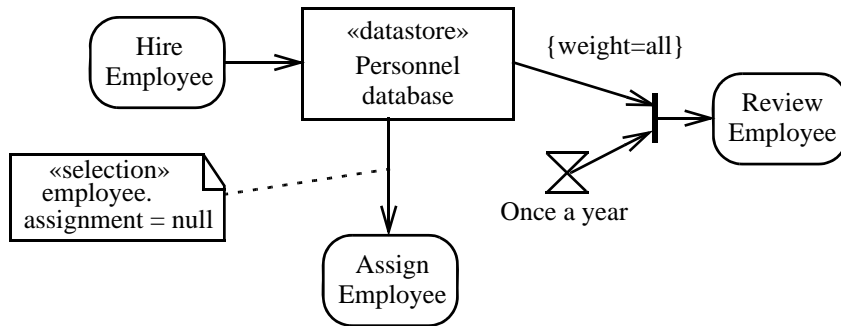 Hire
Employee
«datastore»
Personnel
database
{weight=all}
Review
Employee
«selection»
employee.
assignment = null
Once a year
Assign
Employee